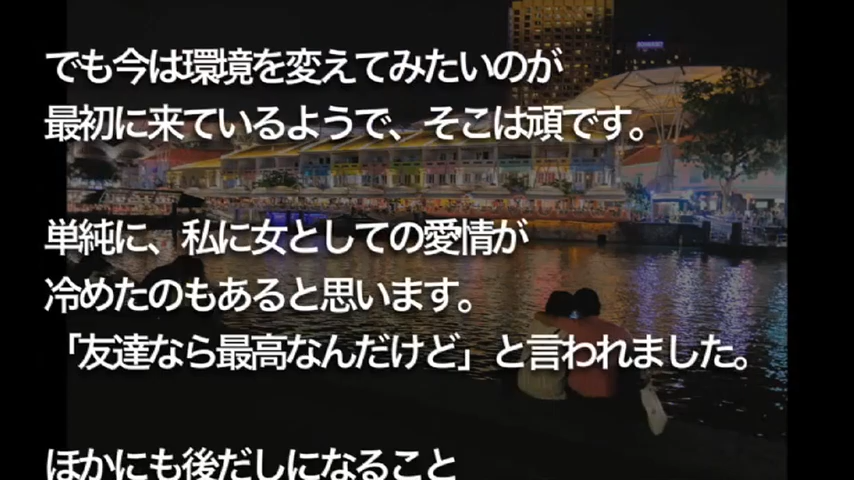 でも今は環境を変えてみたいのが
最初に来ているようで、そこは頑です。
単純に、私に女としての愛情が
冷めたのもあると思います。
「友達なら最高なんだけど」と言われました。
ほかにも後だしになること